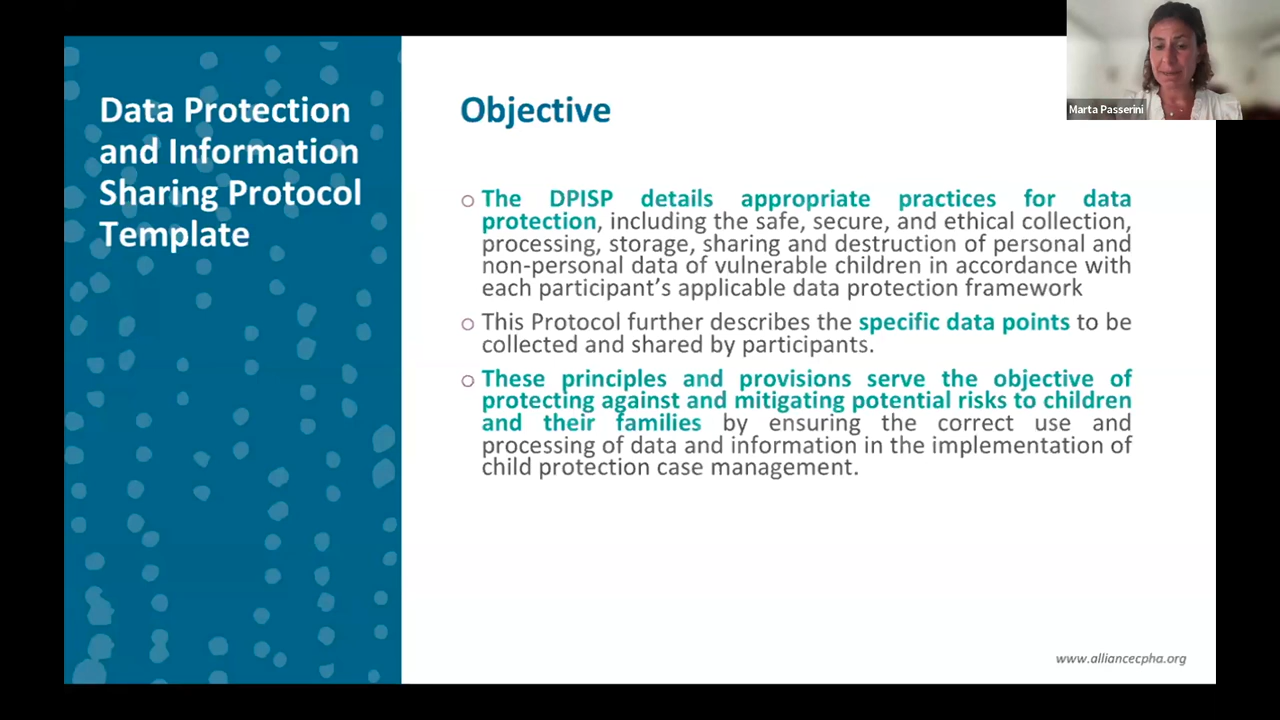 Data Protection
and Information
Sharing Protocol
Template
Objective
Marta Passerini
The DPISP details appropriate practices for data
protection, including the safe, secure, and ethical collection,
processing, storage, sharing and destruction of personal and
non-personal data of vulnerable children in accordance with
each participant's applicable data protection framework
This Protocol further describes the specific data points to be
collected and shared by participants.
These principles and provisions serve the objective of
protecting against and mitigating potential risks to children
and their families by ensuring the correct use and
processing of data and information in the implementation of
child protection case management.
www.alliancecpha.org